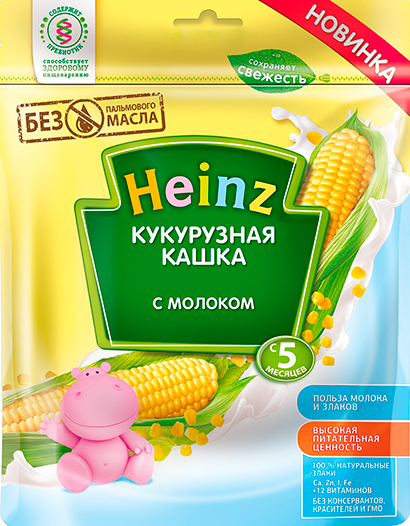 СОДЕРЖИТ
ПРЕБИОТИК
способствует
ЗДОРОВОМУ
пищеварению
НОВИНКА
сохраняет
свежесть
БЕЗ ПАЛЬМОВОГО
МАСЛА
Heinz
КУКУРУЗНАЯ
КАШКА
С МОЛОКОМ
С 5
МЕСЯЦЕВ
ПОЛЬЗА МОЛОКА
И ЗЛАКОВ
ВЫСОКАЯ
ПИТАТЕЛЬНАЯ
ЦЕННОСТЬ
100 % НАТУРАЛЬНЫЕ
ЗЛАКИ
Ca, Zn, I, Fe
+12 ВИТАМИНОВ
БЕЗ КОНСЕРВАНТОВ,
КРАСИТЕЛЕЙ И ГМО